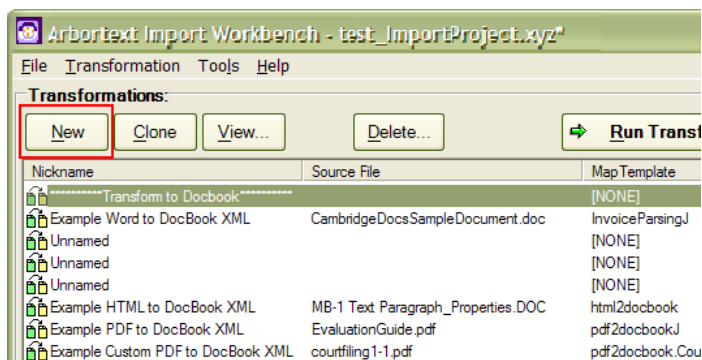 Arbortext Import Workbench - test_ImportProject.xyz*
File Transformation Tools Help
Transformations:
New Clone View... Delete... Run Transf
Nickname Source File MapTemplate
**********Transform to Docbook********** [NONE]
Example Word to DocBook XML CambridgeDocsSampleDocument.doc InvoiceParsingJ
Unnamed [NONE]
Unnamed [NONE]
Unnamed [NONE]
Example HTML to DocBook XML MB-1 Text Paragraph_Properties.DOC html2docbook
Example PDF to DocBook XML EvaluationGuide.pdf pdf2docbookJ
Example Custom PDF to DocBook XML courtfiling1-1.pdf pdf2docbook.Cou